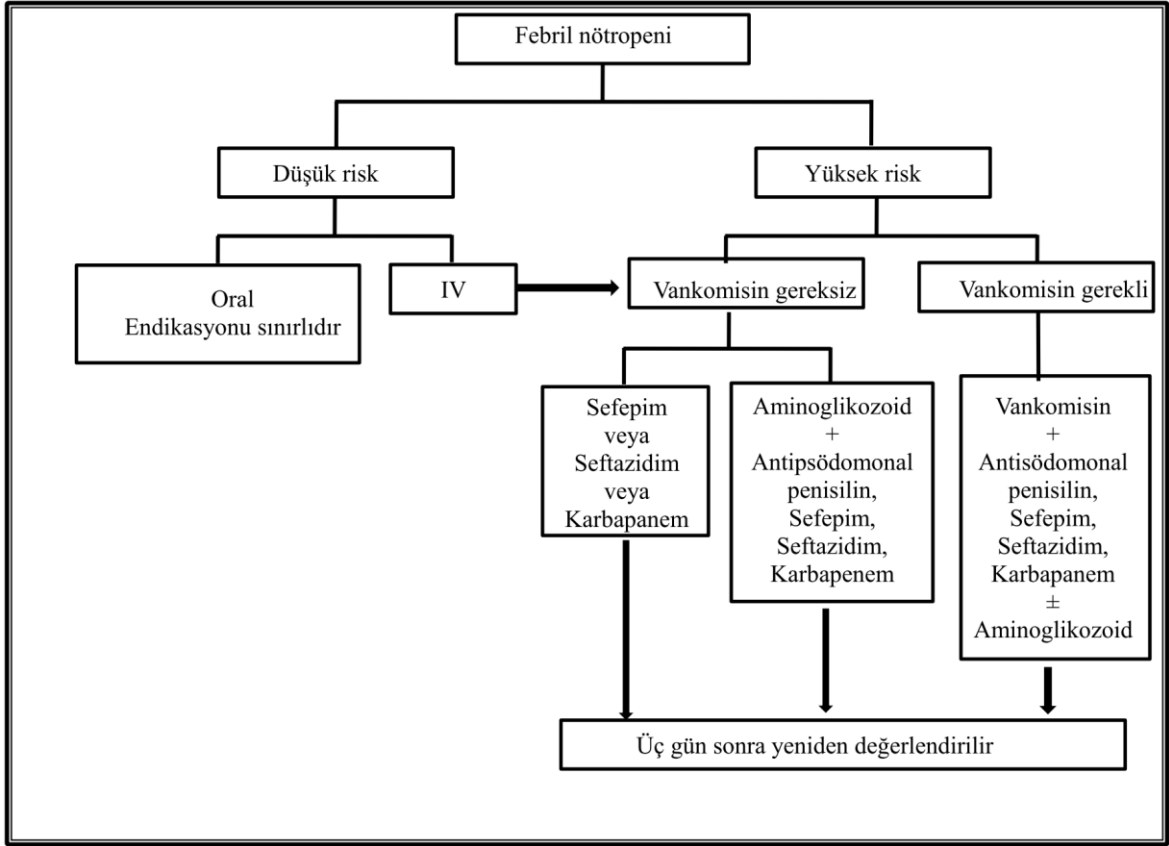 Febril nötropeni
Düşük risk
Yüksek risk
Oral
Endikasyonu sınırlıdır
IV
Vankomisin gereksiz
Vankomisin gerekli
Sefepim
veya
Seftazidim
veya
Karbapanem
Aminoglikozoid
+
Antipsödomonal
penisilin,
Sefepim,
Seftazidim,
Karbapenem
Vankomisin
+
Antisödomonal
penisilin,
Sefepim,
Seftazidim,
Karbapanem
±
Aminoglikozoid
Üç gün sonra yeniden değerlendirilir